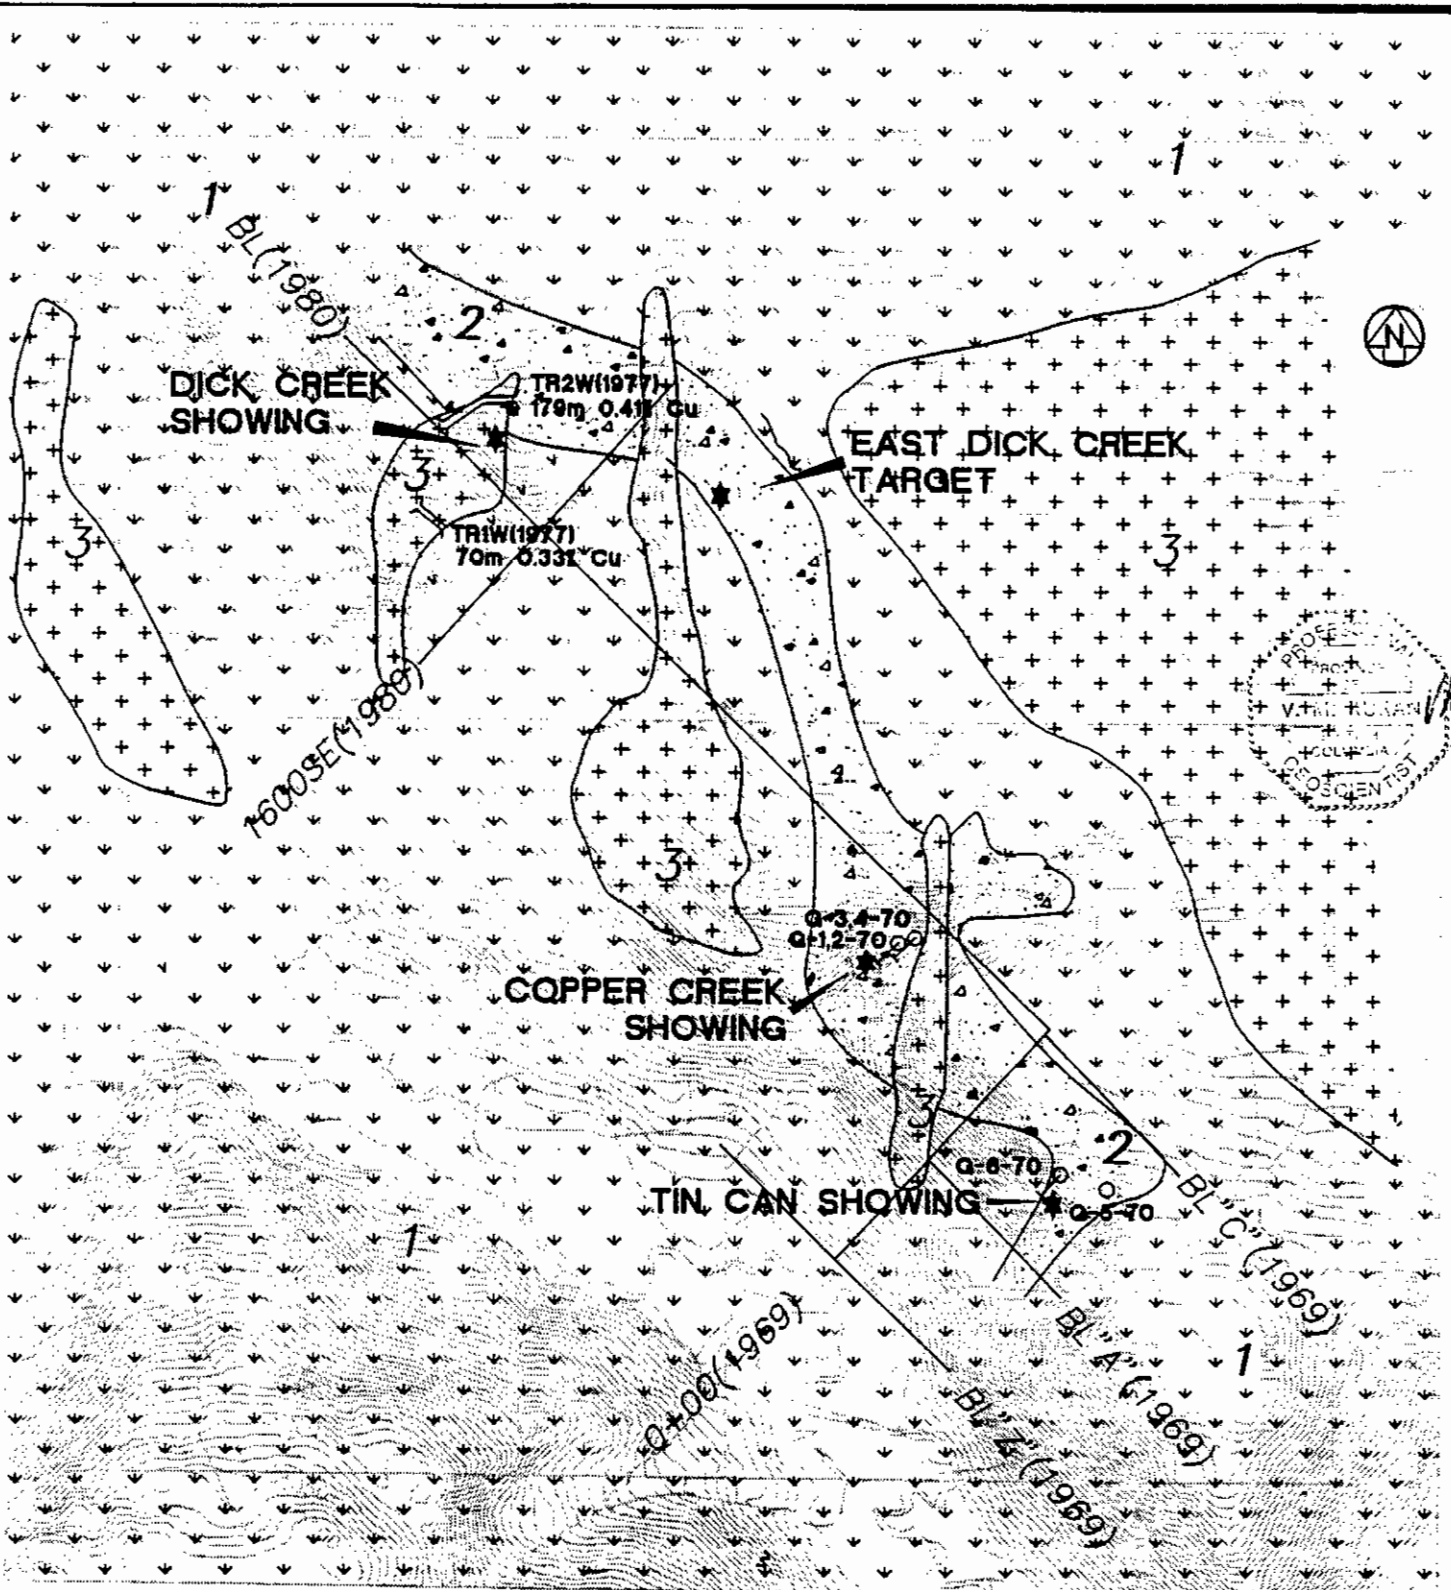 1
1
BL(1980)
2
DICK CREEK
SHOWING
TR2W(1977)
179m 0.41% Cu
EAST DICK CREEK
TARGET
N
3
3
3
TR1W(1977)
70m 0.33% Cu
1600SE(1980)
3
GEOSCIENTIST
Q-3,4-70
Q-1,2-70
COPPER CREEK
SHOWING
3
2
Q-6-70
TIN CAN SHOWING
Q-5-70
BL "C" (1969)
1
0+00(1969)
BL "A" (1969)
1
(1969)